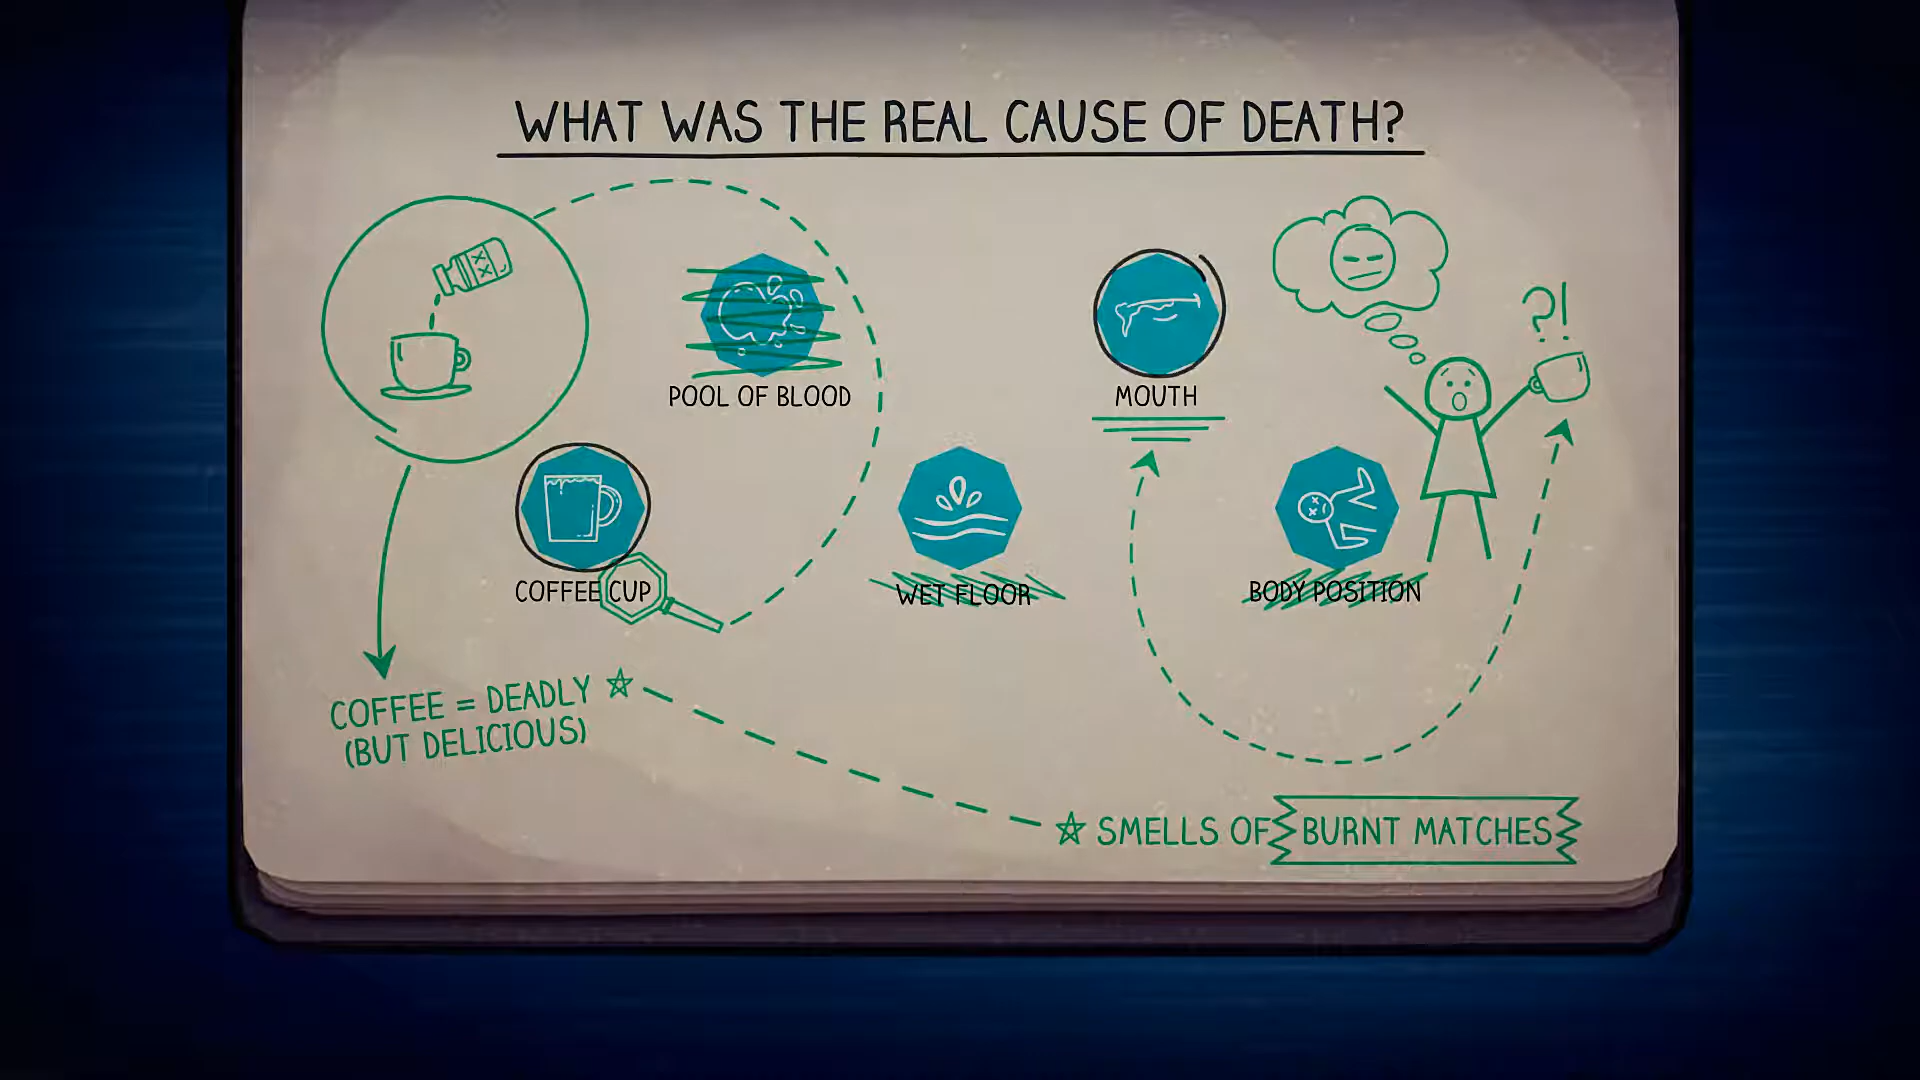 WHAT WAS THE REAL CAUSE OF DEATH?
?!
POOL OF BLOOD
MOUTH
COFFEE CUP
WET FLOOR
BODY POSITION
COFFEE = DEADLY
(BUT DELICIOUS)
SMELLS OF BURNT MATCHES